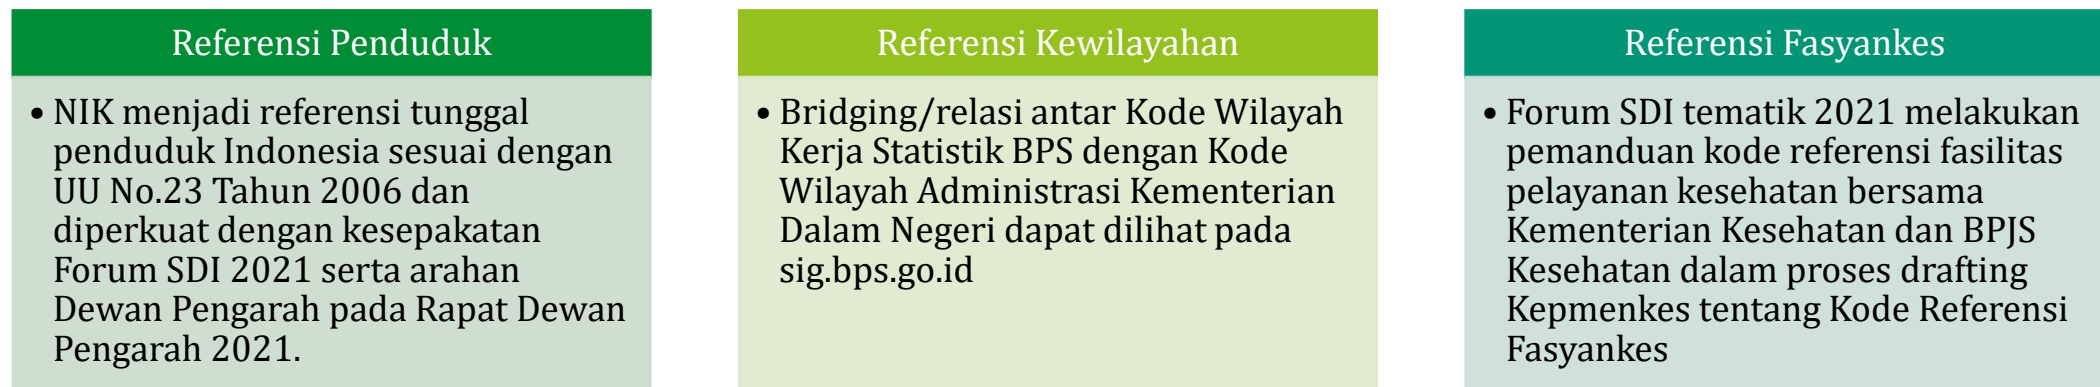 Referensi Penduduk
• NIK menjadi referensi tunggal
penduduk Indonesia sesuai dengan
UU No.23 Tahun 2006 dan
diperkuat dengan kesepakatan
Forum SDI 2021 serta arahan
Dewan Pengarah pada Rapat Dewan
Pengarah 2021.
Referensi Kewilayahan
• Bridging/relasi antar Kode Wilayah
Kerja Statistik BPS dengan Kode
Wilayah Administrasi Kementerian
Dalam Negeri dapat dilihat pada
sig.bps.go.id
Referensi Fasyankes
• Forum SDI tematik 2021 melakukan
pemanduan kode referensi fasilitas
pelayanan kesehatan bersama
Kementerian Kesehatan dan BPJS
Kesehatan dalam proses drafting
Kepmenkes tentang Kode Referensi
Fasyankes